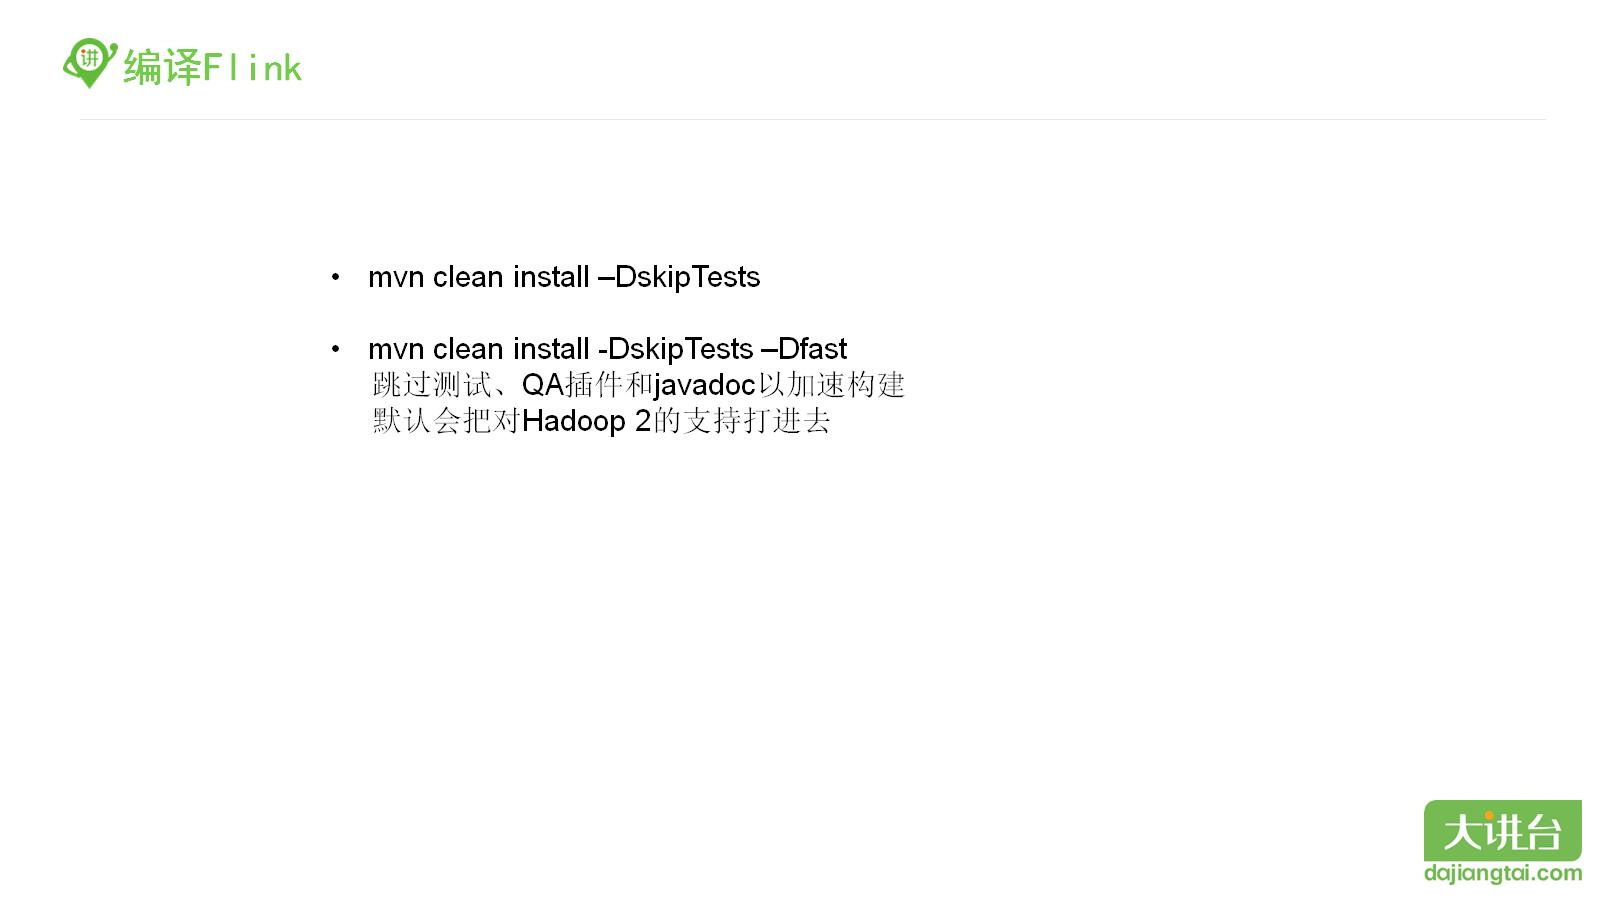 讲
编译Flink
• mvn clean install –DskipTests
• mvn clean install -DskipTests –Dfast
跳过测试、QA插件和javadoc以加速构建
默认会把对Hadoop 2的支持打进去
大讲台
dajiangtai.com